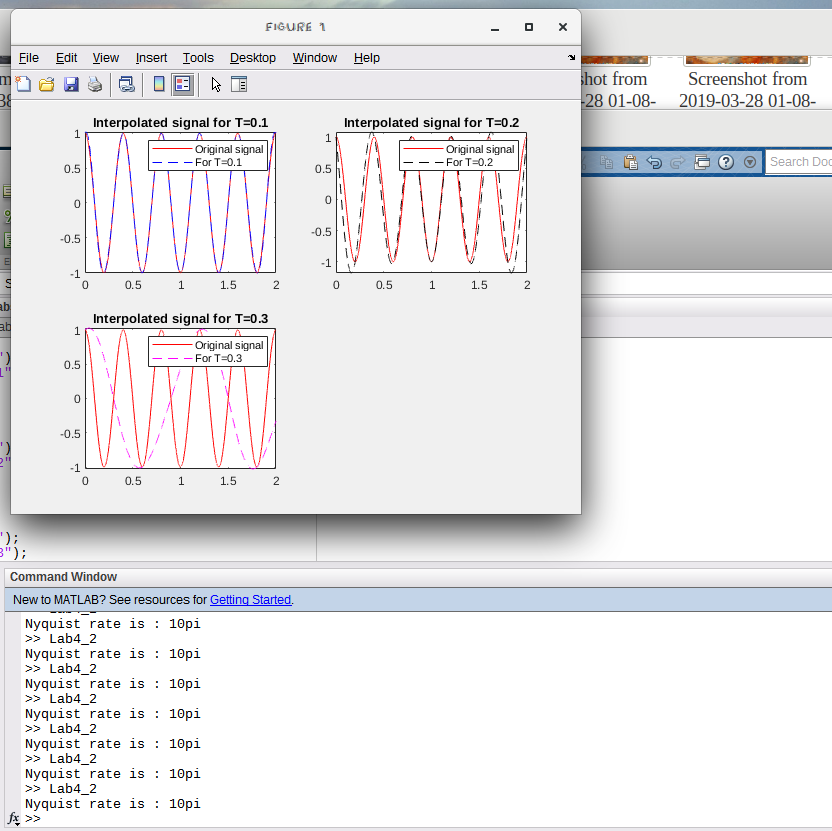 FIGURE 1
File Edit View Insert Tools Desktop Window Help
shot from
Screenshot from
-28 01-08-
2019-03-28 01-08-
Search Doc
Interpolated signal for T=0.1
Original signal
For T=0.1
1
0.5
0
-0.5
-1
0 0.5 1 1.5 2
Interpolated signal for T=0.2
Original signal
For T=0.2
1
0.5
0
-0.5
-1
0 0.5 1 1.5 2
Interpolated signal for T=0.3
Original signal
For T=0.3
1
0.5
0
-0.5
-1
0 0.5 1 1.5 2
');
3");
Command Window
New to MATLAB? See resources for Getting Started.
Nyquist rate is : 10pi
>> Lab4_2
Nyquist rate is : 10pi
>> Lab4_2
Nyquist rate is : 10pi
>> Lab4_2
Nyquist rate is : 10pi
>> Lab4_2
Nyquist rate is : 10pi
>> Lab4_2
Nyquist rate is : 10pi
>> Lab4_2
Nyquist rate is : 10pi
fx >>